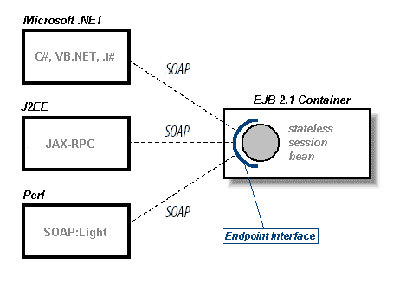 Microsoft .NET
C#, VB.NET, J#
SOAP
J2EE
EJB 2.1 Container
JAX-RPC
SOAP
stateless
session
bean
Perl
SOAP:Light
SOAP
Endpoint Interface